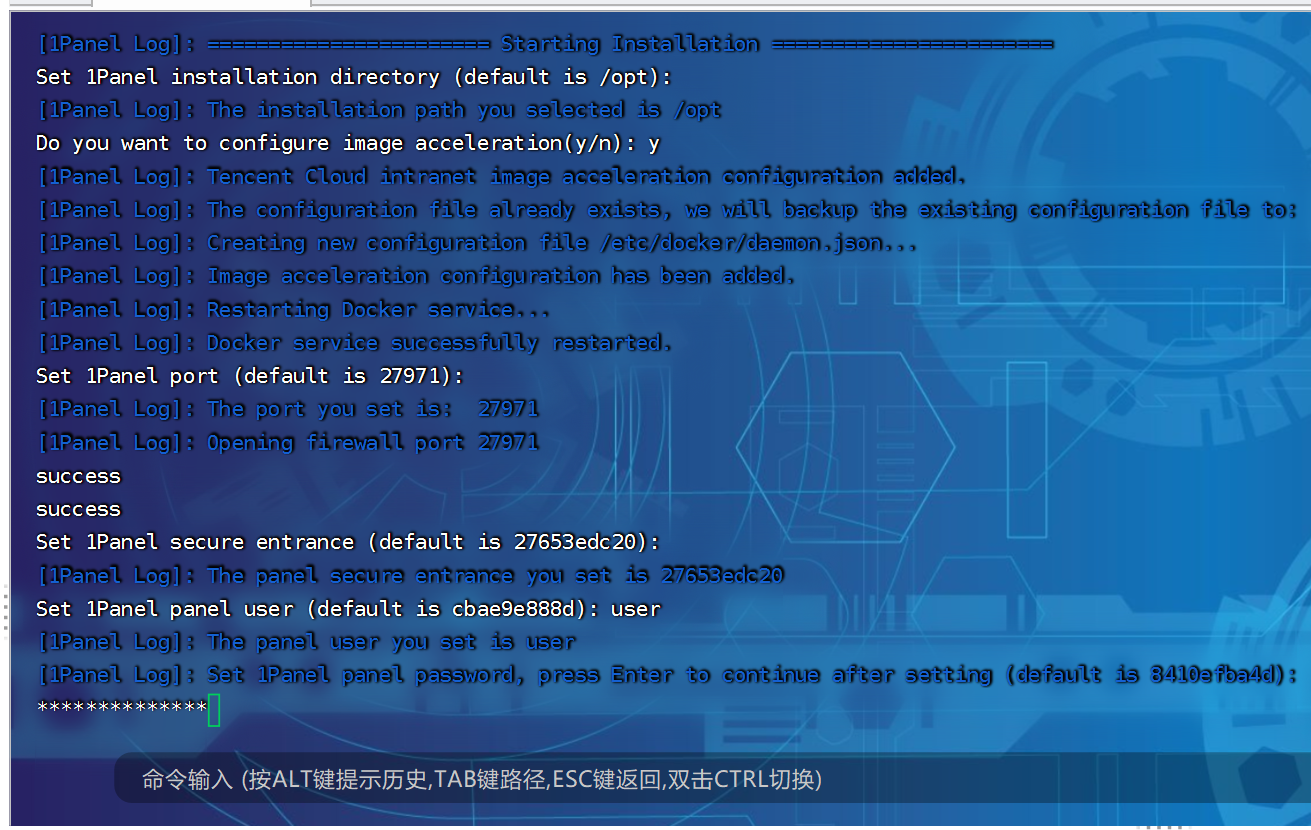 [1Panel Log]: ======================= Starting Installation =======================
Set 1Panel installation directory (default is /opt):
[1Panel Log]: The installation path you selected is /opt
Do you want to configure image acceleration(y/n): y
[1Panel Log]: Tencent Cloud intranet image acceleration configuration added.
[1Panel Log]: The configuration file already exists, we will backup the existing configuration file to:
[1Panel Log]: Creating new configuration file /etc/docker/daemon.json...
[1Panel Log]: Image acceleration configuration has been added.
[1Panel Log]: Restarting Docker service...
[1Panel Log]: Docker service successfully restarted.
Set 1Panel port (default is 27971):
[1Panel Log]: The port you set is:  27971
[1Panel Log]: Opening firewall port 27971
success
success
Set 1Panel secure entrance (default is 27653edc20):
[1Panel Log]: The panel secure entrance you set is 27653edc20
Set 1Panel panel user (default is cbae9e888d): user
[1Panel Log]: The panel user you set is user
[1Panel Log]: Set 1Panel panel password, press Enter to continue after setting (default is 8410efba4d):
**************
命令输入 (按ALT键提示历史,TAB键路径,ESC键返回,双击CTRL切换)